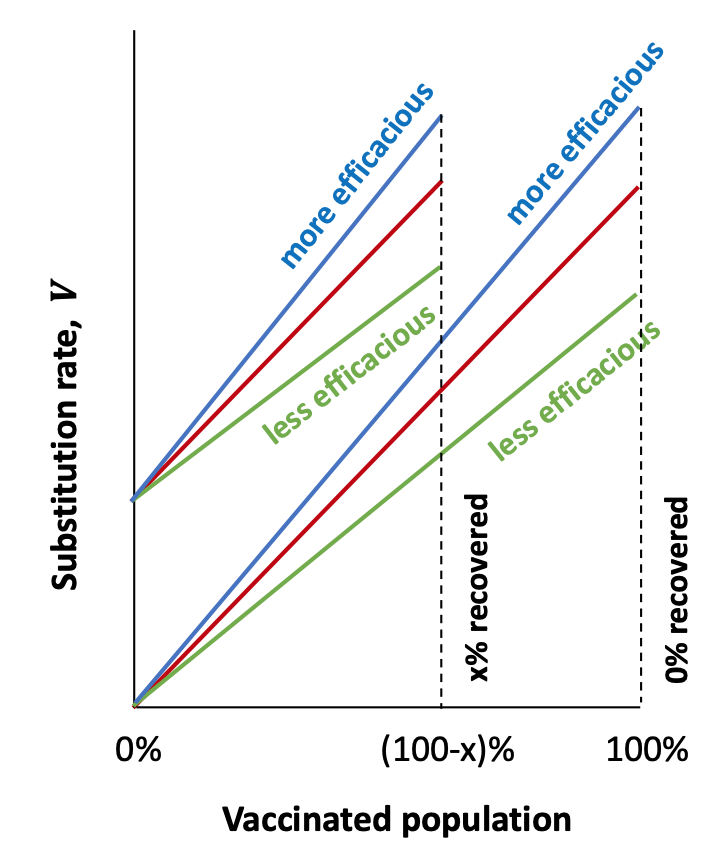 more efficacious
more efficacious
less efficacious
less efficacious
Substitution rate, V
x% recovered
0% recovered
0%
(100-x)%
100%
Vaccinated population